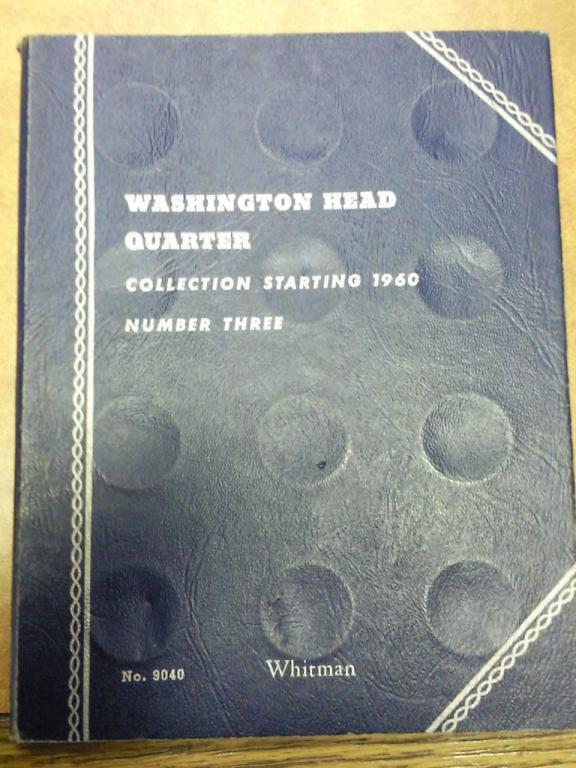 WASHINGTON HEAD
QUARTER
COLLECTION STARTING 1960
NUMBER THREE
No. 9040
Whitman